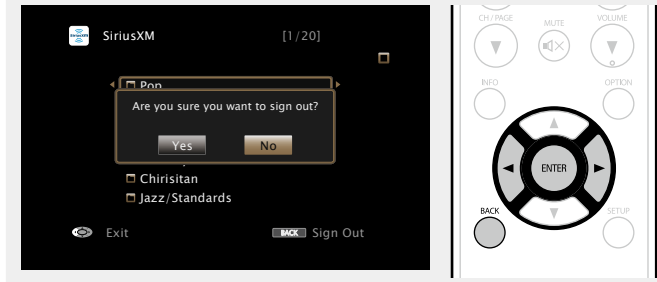 SiriusXM [1/20]
Pop
Are you sure you want to sign out?
Yes No
Chirisitan
Jazz/Standards
Exit BACK Sign Out
CH / PAGE MUTE VOLUME
INFO OPTION
ENTER
BACK SETUP